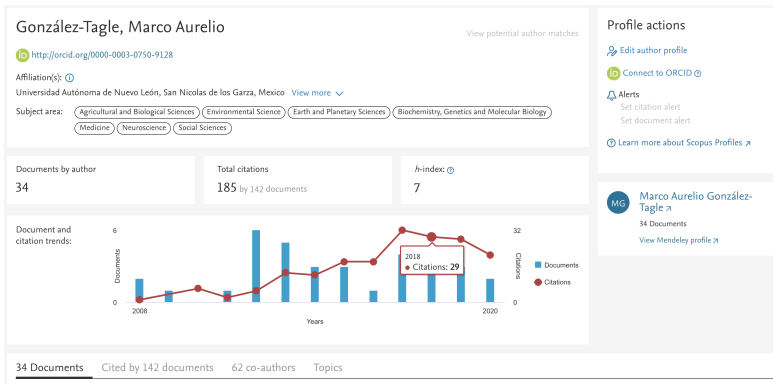 González-Tagle, Marco Aurelio
View potential author matches
iD http://orcid.org/0000-0003-0750-9128
Affiliation(s):
Universidad Autónoma de Nuevo León, San Nicolas de los Garza, Mexico View more
Subject area: Agricultural and Biological Sciences Environmental Science Earth and Planetary Sciences Biochemistry, Genetics and Molecular Biology
Medicine Neuroscience Social Sciences
Documents by author
34
Total citations
185 by 142 documents
h-index: ?
7
Document and
citation trends:
6
Documents
0
2008
Years
2020
32
Citations
0
2018
Citations: 29
Documents
Citations
34 Documents Cited by 142 documents 62 co-authors Topics
Profile actions
Edit author profile
iD Connect to ORCID ?
Alerts
Set citation alert
Set document alert
? Learn more about Scopus Profiles ↗
MG
Marco Aurelio González-
Tagle ↗
34 Documents
View Mendeley profile ↗